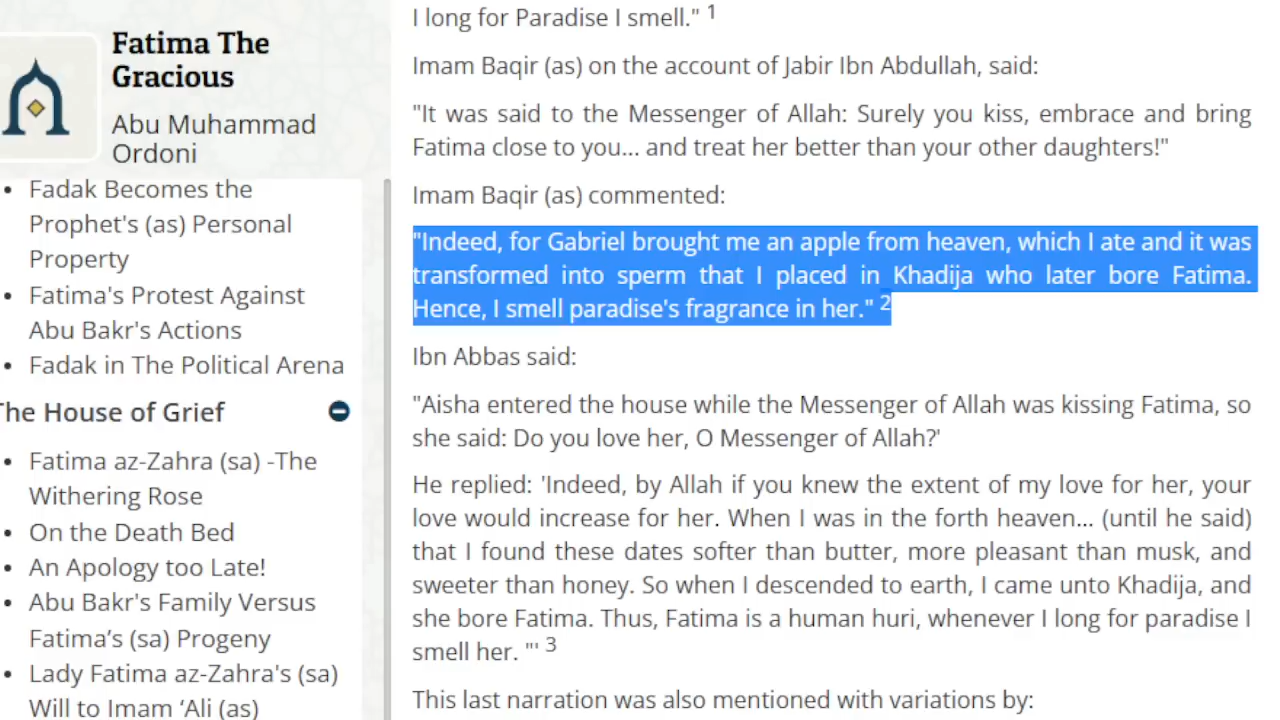 Fatima The
Gracious
Abu Muhammad
Ordoni
Fadak Becomes the
Prophet's (as) Personal
Property
Fatima's Protest Against
Abu Bakr's Actions
Fadak in The Political Arena
The House of Grief
Fatima az-Zahra (sa) -The
Withering Rose
On the Death Bed
An Apology too Late!
Abu Bakr's Family Versus
Fatima’s (sa) Progeny
Lady Fatima az-Zahra's (sa)
Will to Imam ‘Ali (as)
I long for Paradise I smell." 1
Imam Baqir (as) on the account of Jabir Ibn Abdullah, said:
"It was said to the Messenger of Allah: Surely you kiss, embrace and bring
Fatima close to you... and treat her better than your other daughters!"
Imam Baqir (as) commented:
"Indeed, for Gabriel brought me an apple from heaven, which I ate and it was
transformed into sperm that I placed in Khadija who later bore Fatima.
Hence, I smell paradise's fragrance in her." 2
Ibn Abbas said:
"Aisha entered the house while the Messenger of Allah was kissing Fatima, so
she said: Do you love her, O Messenger of Allah?'
He replied: 'Indeed, by Allah if you knew the extent of my love for her, your
love would increase for her. When I was in the forth heaven... (until he said)
that I found these dates softer than butter, more pleasant than musk, and
sweeter than honey. So when I descended to earth, I came unto Khadija, and
she bore Fatima. Thus, Fatima is a human huri, whenever I long for paradise I
smell her. "' 3
This last narration was also mentioned with variations by: